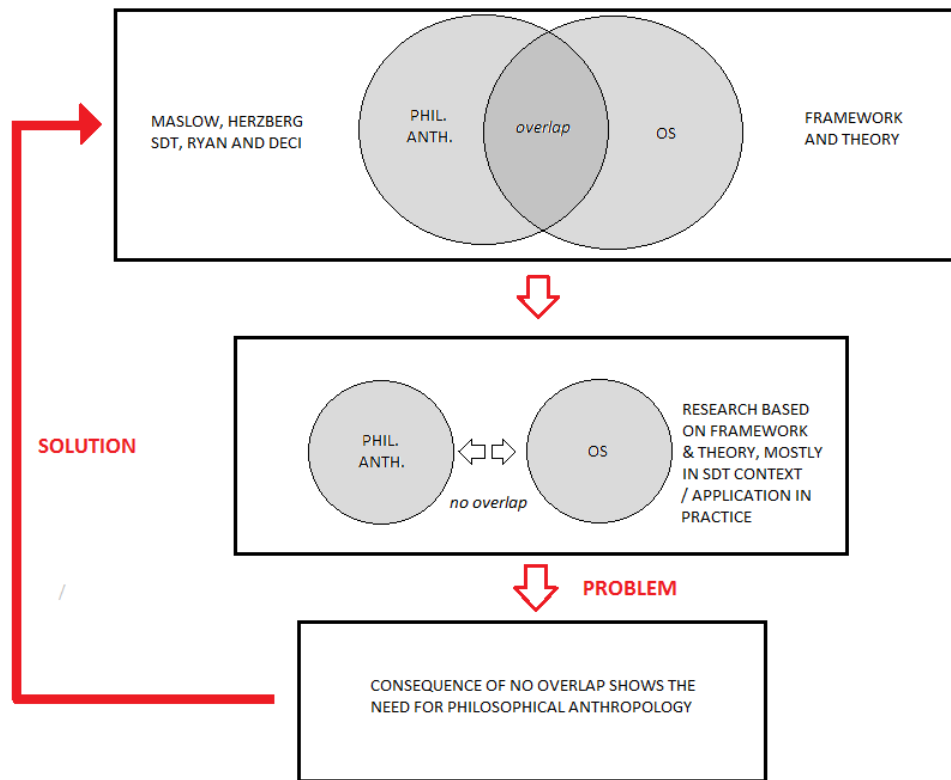 MASLOW, HERZBERG
SDT, RYAN AND DECI
PHIL.
ANTH.
overlap
OS
FRAMEWORK
AND THEORY
PHIL.
ANTH.
no overlap
OS
RESEARCH BASED
ON FRAMEWORK
& THEORY, MOSTLY
IN SDT CONTEXT
/ APPLICATION IN
PRACTICE
SOLUTION
/
PROBLEM
CONSEQUENCE OF NO OVERLAP SHOWS THE
NEED FOR PHILOSOPHICAL ANTHROPOLOGY